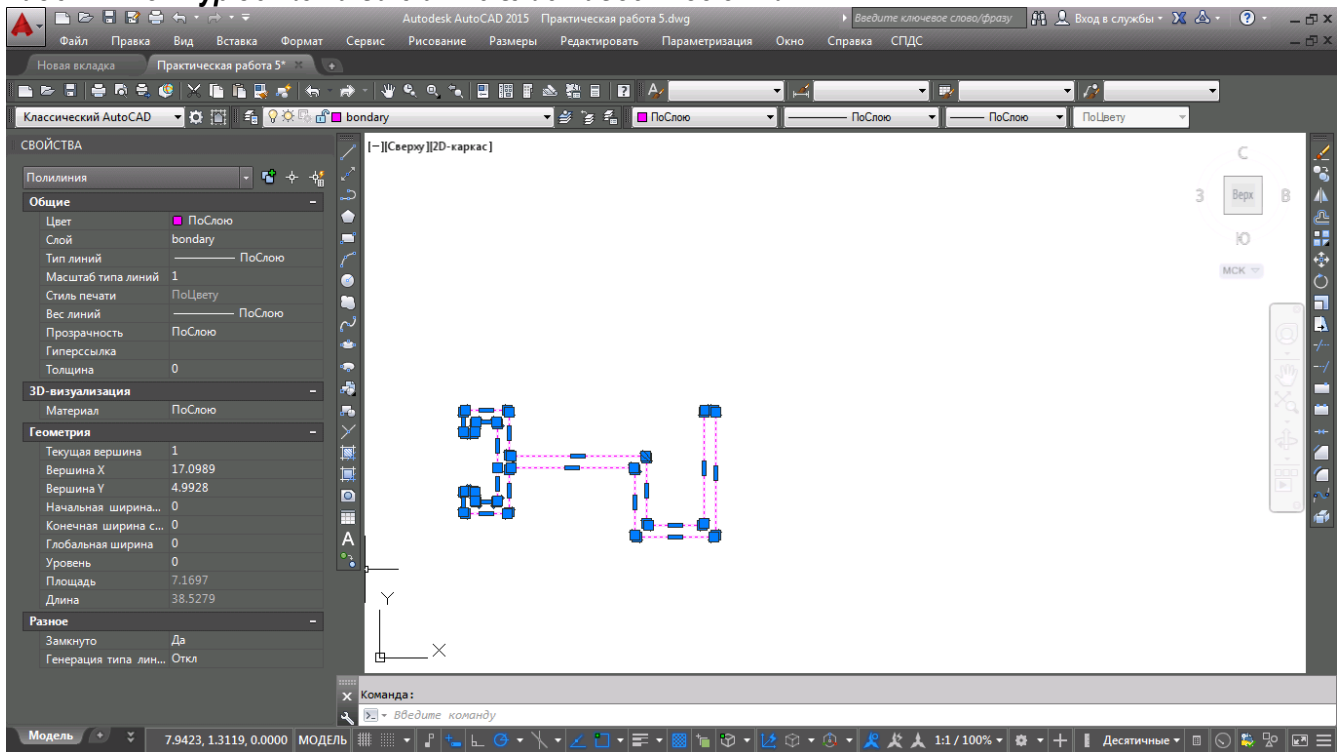 Autodesk AutoCAD 2015 Практическая работа 5.dwg
Введите ключевое слово/фразу
Вход в службы
Файл Правка Вид Вставка Формат Сервис Рисование Размеры Редактировать Параметризация Окно Справка СПДС
Новая вкладка
Практическая работа 5*
Классический AutoCAD
bondary
ПоСлою
ПоСлою
ПоСлою
ПоЦвету
СВОЙСТВА
[−][Сверху][2D-каркас]
Полилиния
Общие
Цвет ПоСлою
Слой bondary
Тип линий ПоСлою
Масштаб типа линий 1
Стиль печати ПоЦвету
Вес линий ПоСлою
Прозрачность ПоСлою
Гиперссылка
Толщина 0
3D-визуализация
Материал ПоСлою
Геометрия
Текущая вершина 1
Вершина X 17.0989
Вершина Y 4.9928
Начальная ширина... 0
Конечная ширина с... 0
Глобальная ширина 0
Уровень 0
Площадь 7.1697
Длина 38.5279
Разное
Замкнуто Да
Генерация типа лин... Откл
С
З Верх В
Ю
МСК
Y
X
A
Команда:
Введите команду
Модель
7.9423, 1.3119, 0.0000 МОДЕЛЬ
1:1 / 100%
Десятичные